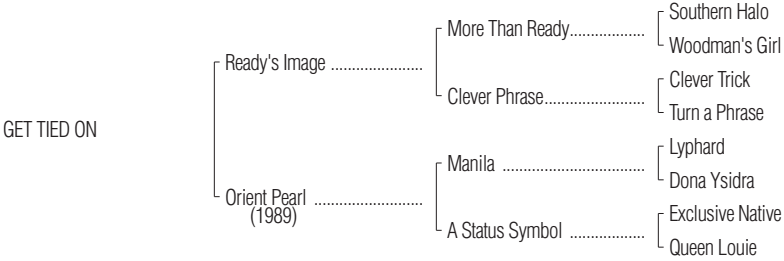 Southern Halo
More Than Ready..................
Woodman's Girl
Ready's Image ......................
Clever Trick
Clever Phrase........................
Turn a Phrase
GET TIED ON
Lyphard
Manila ..................................
Dona Ysidra
Orient Pearl .........................
(1989)
Exclusive Native
A Status Symbol ..................
Queen Louie